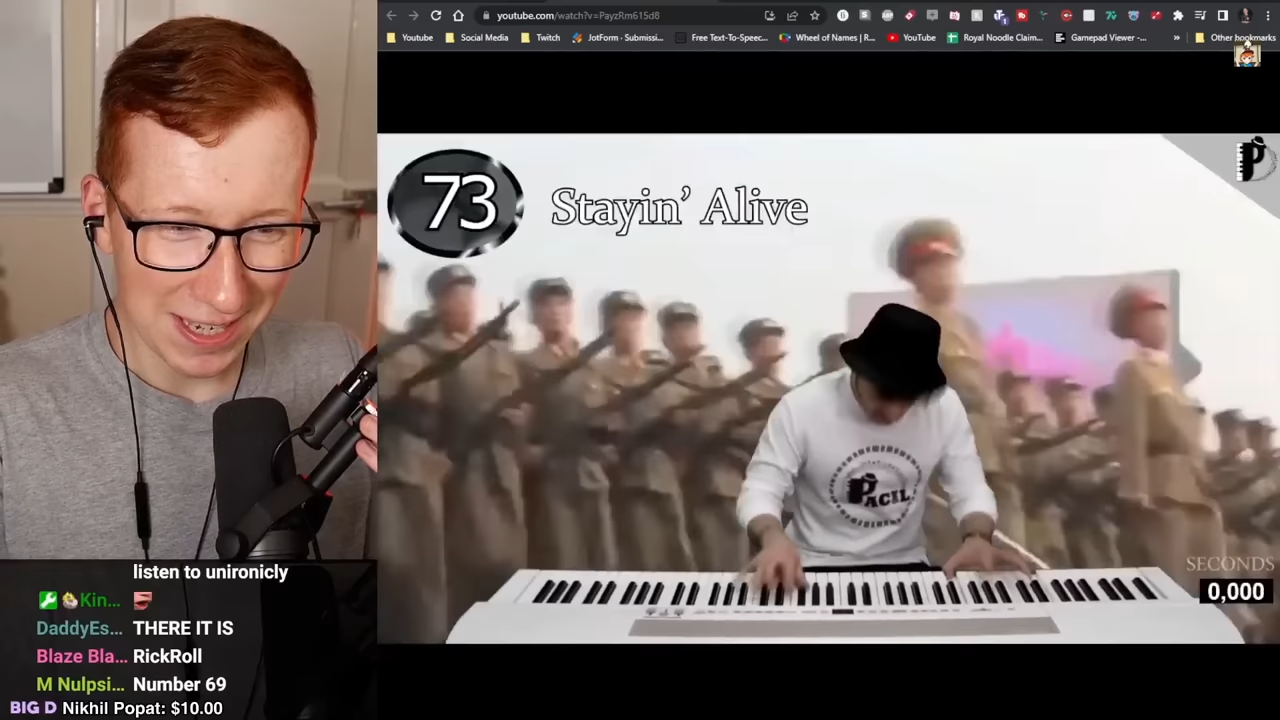 youtube.com/watch?v=PayzRm615d8
Youtube
Social Media
Twitch
JotForm · Submissi...
Free Text-To-Speec...
Wheel of Names | R...
YouTube
Royal Noodle Claim...
Gamepad Viewer -...
»
Other bookmarks
73
Stayin' Alive
P
PACIL
SECONDS
0,000
listen to unironicly
Kin...
DaddyEs... THERE IT IS
Blaze Bla... RickRoll
M Nulpsi... Number 69
BIG D Nikhil Popat: $10.00